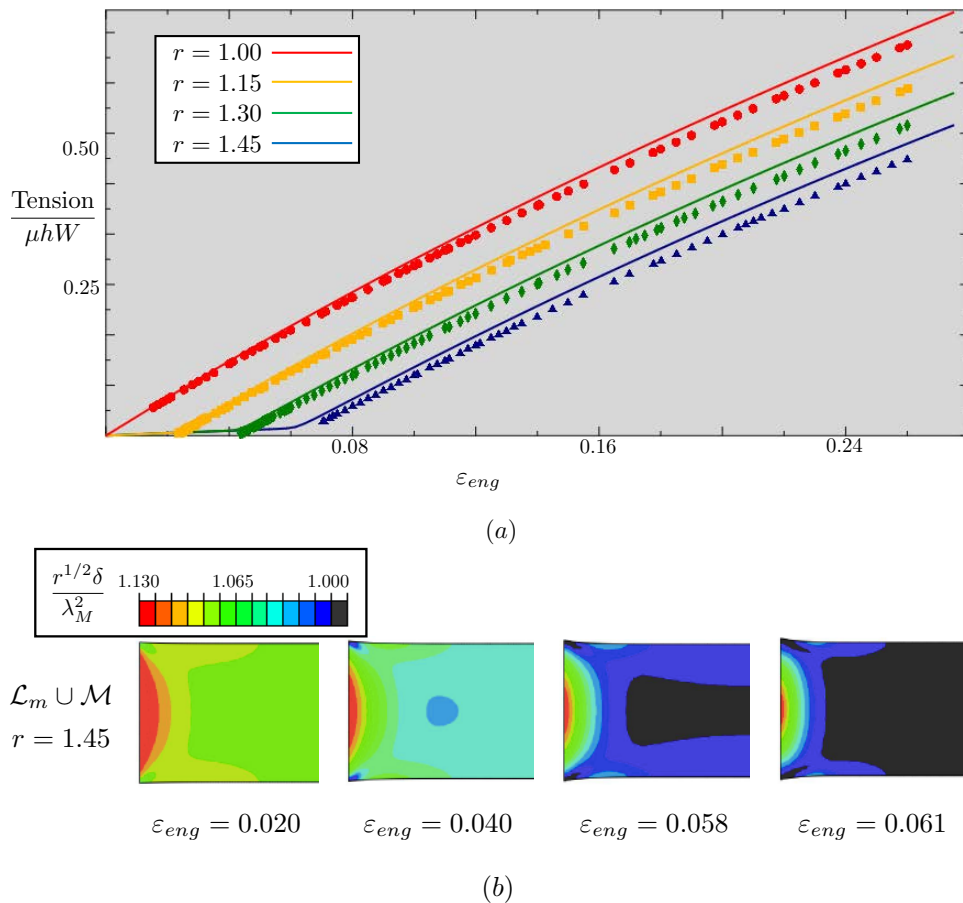 r = 1.00
r = 1.15
r = 1.30
r = 1.45
0.50
Tension
μhW
0.25
0.08 0.16 0.24
ε_eng
(a)
r^{1/2}δ
λ_M^2
1.130 1.065 1.000
ℒ_m ∪ ℳ
r = 1.45
ε_eng = 0.020 ε_eng = 0.040 ε_eng = 0.058 ε_eng = 0.061
(b)